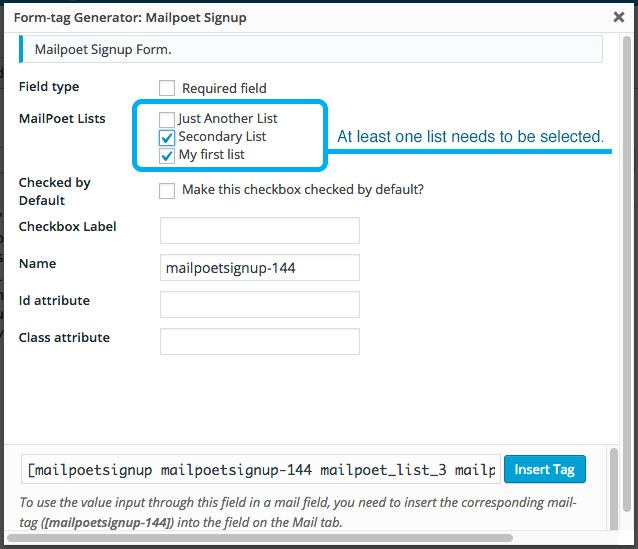 Form-tag Generator: Mailpoet Signup
Mailpoet Signup Form.
Field type
Required field
MailPoet Lists
Just Another List
Secondary List
My first list
At least one list needs to be selected.
Checked by
Default
Make this checkbox checked by default?
Checkbox Label
Name
mailpoetsignup-144
Id attribute
Class attribute
[mailpoetsignup mailpoetsignup-144 mailpoet_list_3 mailp
Insert Tag
To use the value input through this field in a mail field, you need to insert the corresponding mail-
tag ([mailpoetsignup-144]) into the field on the Mail tab.